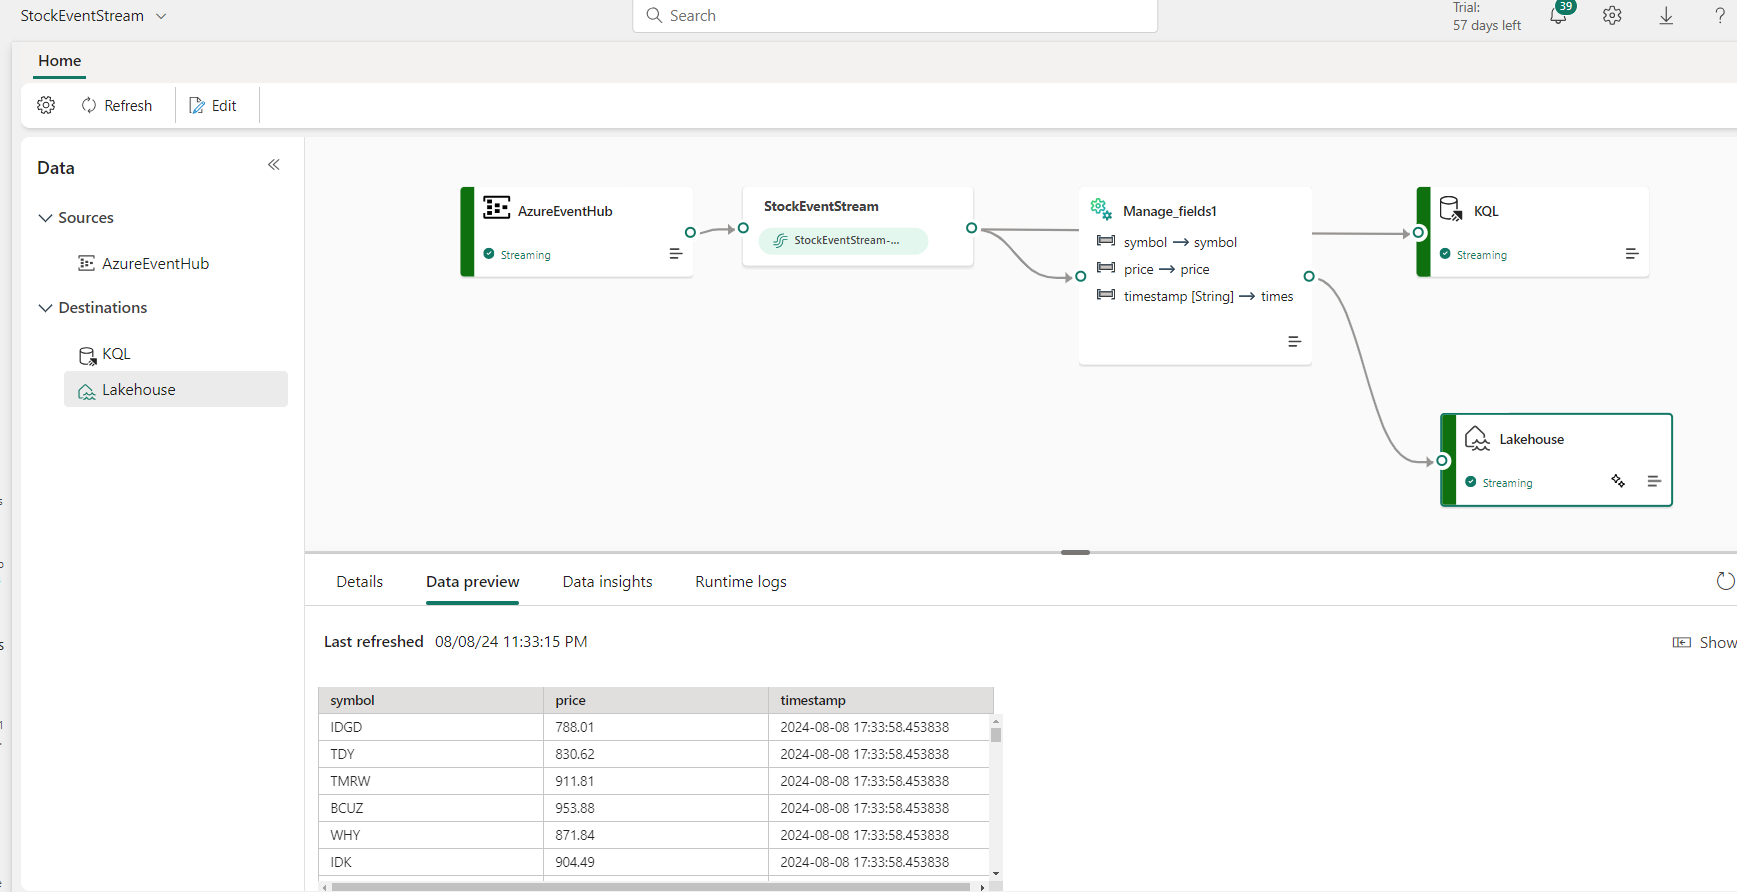 StockEventStream
Search
Trial:
57 days left
39
?
Home
Refresh
Edit
Data
Sources
AzureEventHub
Destinations
KQL
Lakehouse
AzureEventHub
Streaming
StockEventStream
StockEventStream-...
Manage_fields1
symbol → symbol
price → price
timestamp [String] → times
KQL
Streaming
Lakehouse
Streaming
Details
Data preview
Data insights
Runtime logs
Last refreshed 08/08/24 11:33:15 PM
Show
symbol price timestamp
IDGD 788.01 2024-08-08 17:33:58.453838
TDY 830.62 2024-08-08 17:33:58.453838
TMRW 911.81 2024-08-08 17:33:58.453838
BCUZ 953.88 2024-08-08 17:33:58.453838
WHY 871.84 2024-08-08 17:33:58.453838
IDK 904.49 2024-08-08 17:33:58.453838